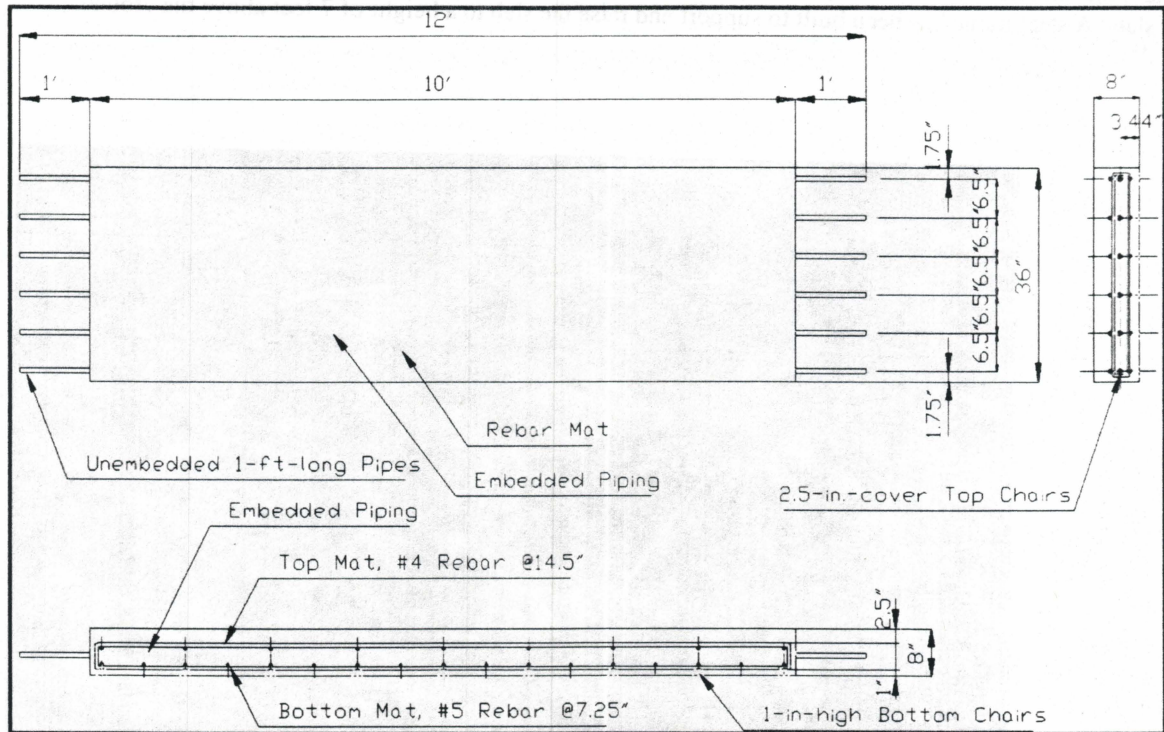 12'
1'
10'
1'
8'
3.44"
1.75"
6.5"
6.5"
6.5"
6.5"
6.5"
36"
1.75"
Rebar Mat
Unembedded 1-ft-long Pipes
Embedded Piping
2.5-in.-cover Top Chairs
Embedded Piping
Top Mat, #4 Rebar @14.5"
2.5"
8"
1"
Bottom Mat, #5 Rebar @7.25"
1-in-high Bottom Chairs